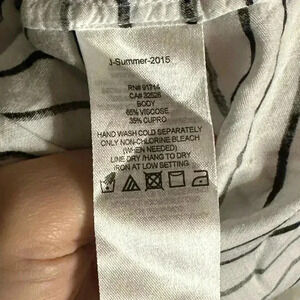 J-Summer-2015
RN# 91714
CA# 32526
BODY
65% VISCOSE
35% CUPRO
HAND WASH COLD SEPARATELY
ONLY NON-CHLORINE BLEACH
(WHEN NEEDED)
LINE DRY /HANG TO DRY
IRON AT LOW SETTING